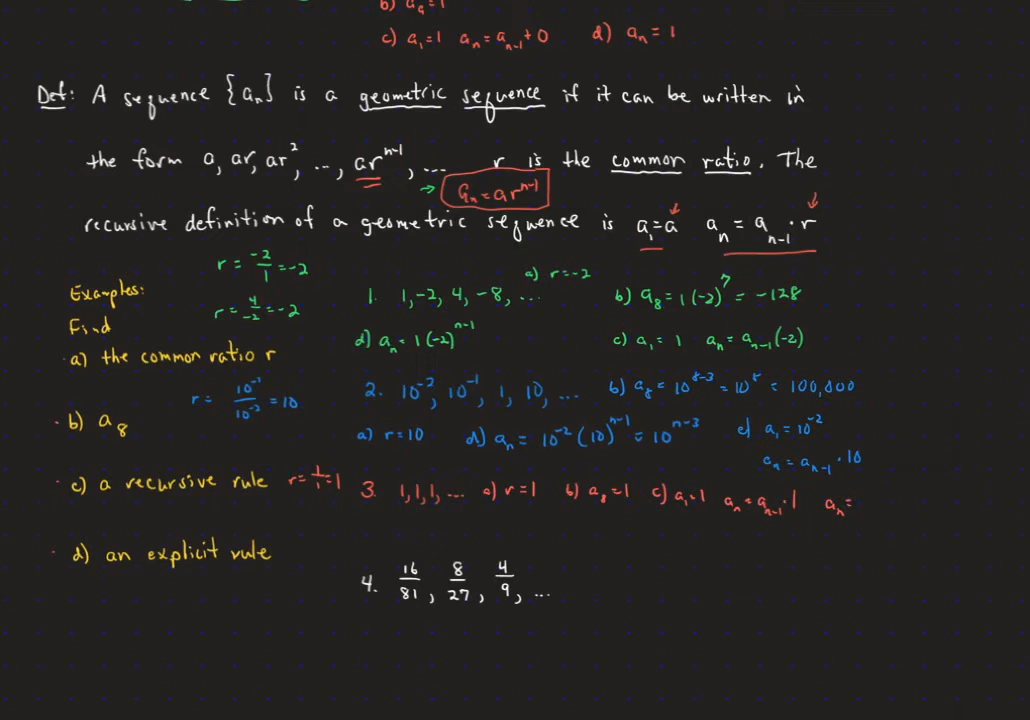 b) a₈=1
c) a₁=1 aₙ=aₙ₋₁+0 d) aₙ=1
Def: A sequence {aₙ} is a geometric sequence if it can be written in
the form a, ar, ar², ..., arⁿ⁻¹, ... r is the common ratio. The
→ aₙ=arⁿ⁻¹
recursive definition of a geometric sequence is a₁=a aₙ=aₙ₋₁·r
Examples:
Find
a) the common ratio r
b) a₈
c) a recursive rule
d) an explicit rule
r = -2/1 = -2
r = 4/-2 = -2
1. 1, -2, 4, -8, ... a) r=-2
b) a₈ = 1(-2)⁷ = -128
d) aₙ = 1(-2)ⁿ⁻¹
c) a₁ = 1 aₙ = aₙ₋₁(-2)
r = 10⁻¹/10⁻² = 10
2. 10⁻², 10⁻¹, 1, 10, ... b) a₈ = 10⁸⁻³ = 10⁵ = 100,000
a) r=10 d) aₙ = 10⁻²(10)ⁿ⁻¹ = 10ⁿ⁻³ c) a₁ = 10⁻²
aₙ = aₙ₋₁·10
r = 1/1 = 1
3. 1, 1, 1, ... a) r=1 b) a₈=1 c) a₁=1 aₙ=aₙ₋₁·1 aₙ=
4. 16/81, 8/27, 4/9, ...